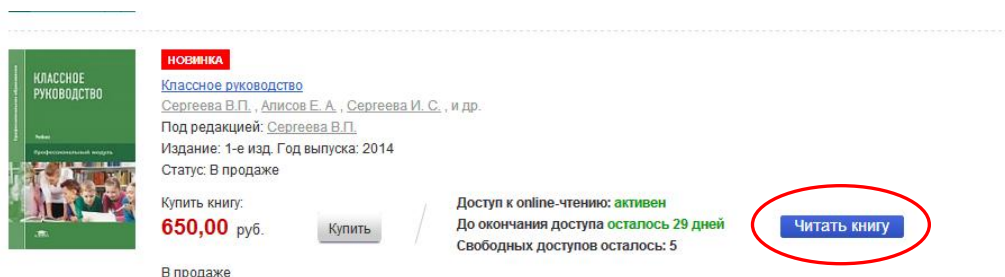 КЛАССНОЕ
РУКОВОДСТВО
Профессиональный модуль
НОВИНКА
Классное руководство
Сергеева В.П. , Алисов Е. А. , Сергеева И. С. , и др.
Под редакцией: Сергеева В.П.
Издание: 1-е изд. Год выпуска: 2014
Статус: В продаже
Купить книгу:
650,00 руб.
Купить
Доступ к online-чтению: активен
До окончания доступа осталось 29 дней
Свободных доступов осталось: 5
Читать книгу
В продаже